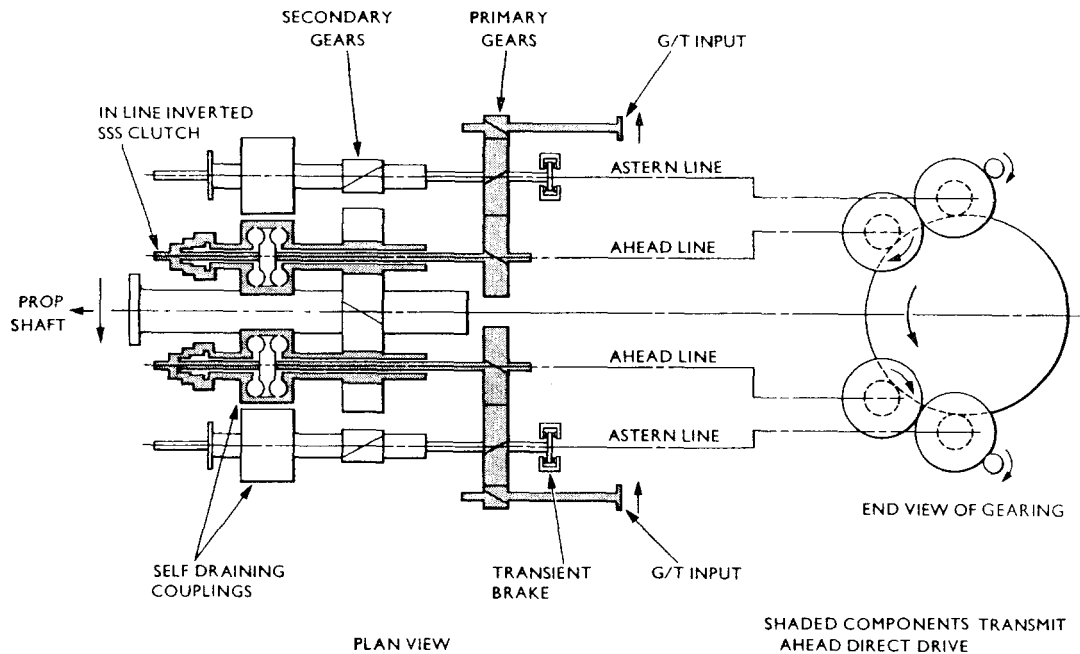 SECONDARY
GEARS
PRIMARY
GEARS
G/T INPUT
IN LINE INVERTED
SSS CLUTCH
ASTERN LINE
AHEAD LINE
PROP
SHAFT
AHEAD LINE
ASTERN LINE
END VIEW OF GEARING
SELF DRAINING
COUPLINGS
TRANSIENT
BRAKE
G/T INPUT
PLAN VIEW
SHADED COMPONENTS TRANSMIT
AHEAD DIRECT DRIVE